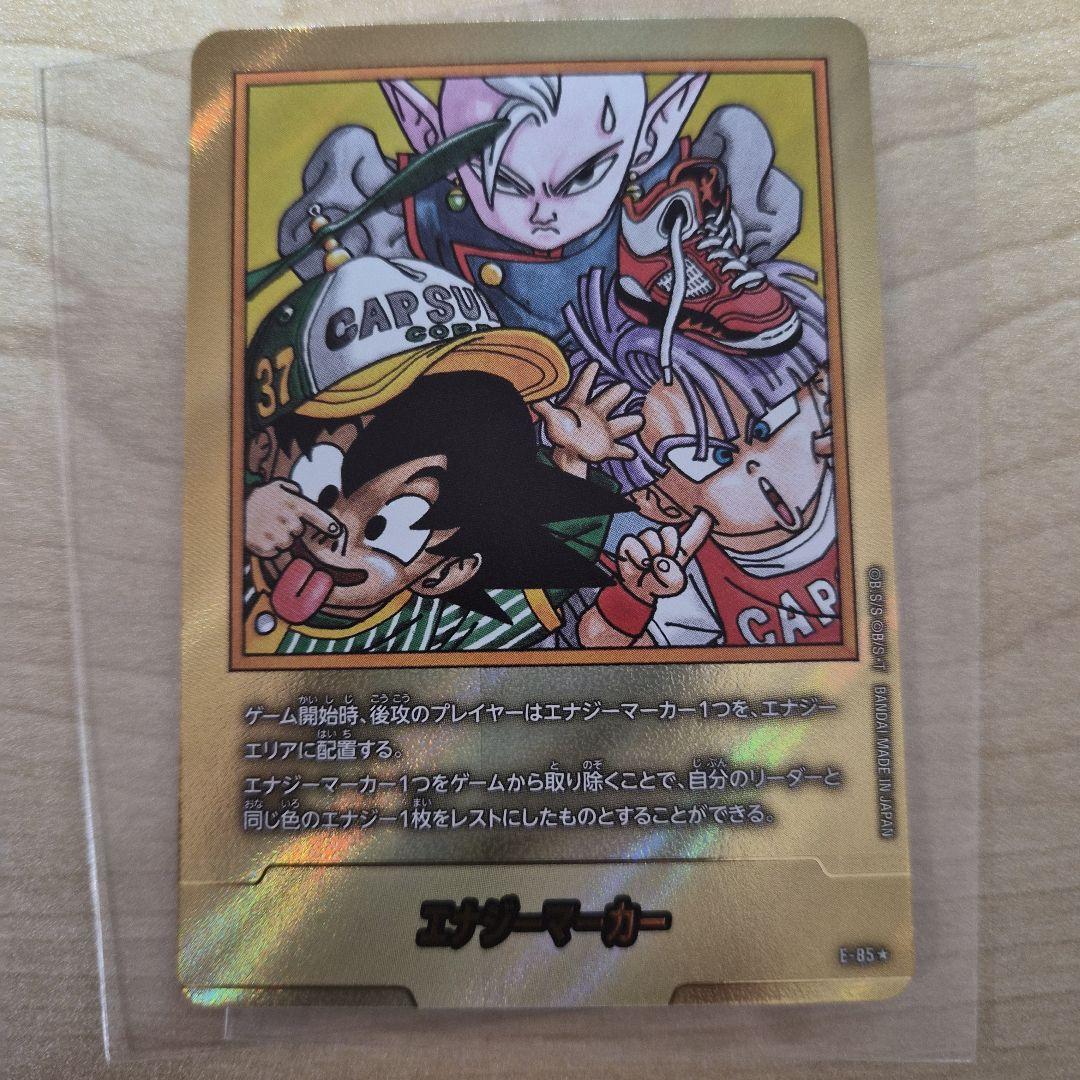 CAPSU
CORP
37
CAP
ゲーム開始時、後攻のプレイヤーはエナジーマーカー1つを、エナジー
エリアに配置する。
エナジーマーカー1つをゲームから取り除くことで、自分のリーダーと
同じ色のエナジー1枚をレストにしたものとすることができる。
©B.S/S ©B/S・T BANDAI MADE IN JAPAN
エナジーマーカー
E-85★